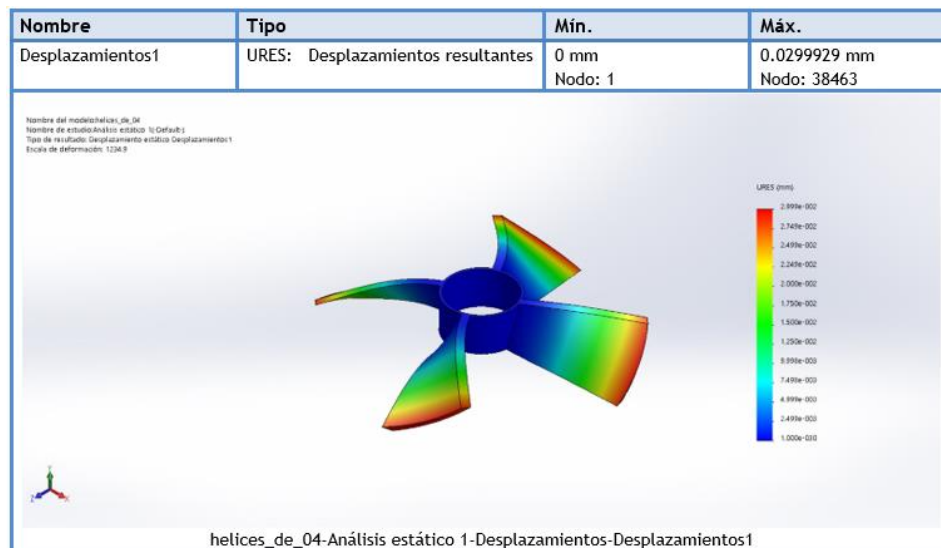 Nombre Tipo Mín. Máx.
Desplazamientos1 URES: Desplazamientos resultantes 0 mm 0.0299929 mm
Nodo: 1 Nodo: 38463
Nombre del modelo:helices_de_04
Nombre de estudio:Análisis estático 1(-Default-)
Tipo de resultado: Desplazamiento estático Desplazamientos1
Escala de deformación: 1234.9
URES (mm)
2.999e-002
2.749e-002
2.499e-002
2.249e-002
2.000e-002
1.750e-002
1.500e-002
1.250e-002
9.998e-003
7.498e-003
4.999e-003
2.499e-003
1.000e-030
Y
Z X
helices_de_04-Análisis estático 1-Desplazamientos-Desplazamientos1